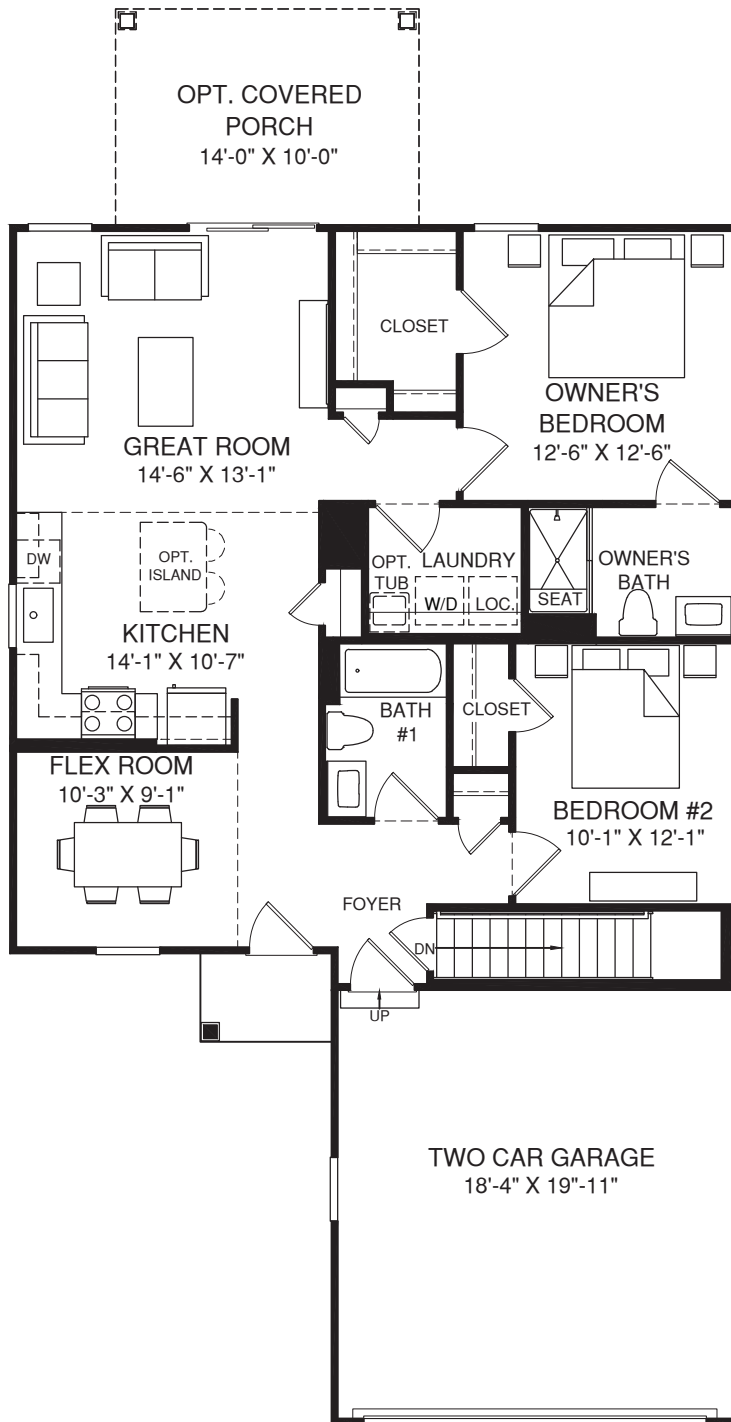 OPT. COVERED
PORCH
14'-0" X 10'-0"
CLOSET
OWNER'S
BEDROOM
12'-6" X 12'-6"
GREAT ROOM
14'-6" X 13'-1"
DW
OPT.
ISLAND
OPT.
TUB
LAUNDRY
W/D
LOC.
SEAT
OWNER'S
BATH
KITCHEN
14'-1" X 10'-7"
BATH
#1
CLOSET
FLEX ROOM
10'-3" X 9'-1"
BEDROOM #2
10'-1" X 12'-1"
FOYER
DN
UP
TWO CAR GARAGE
18'-4" X 19"-11"